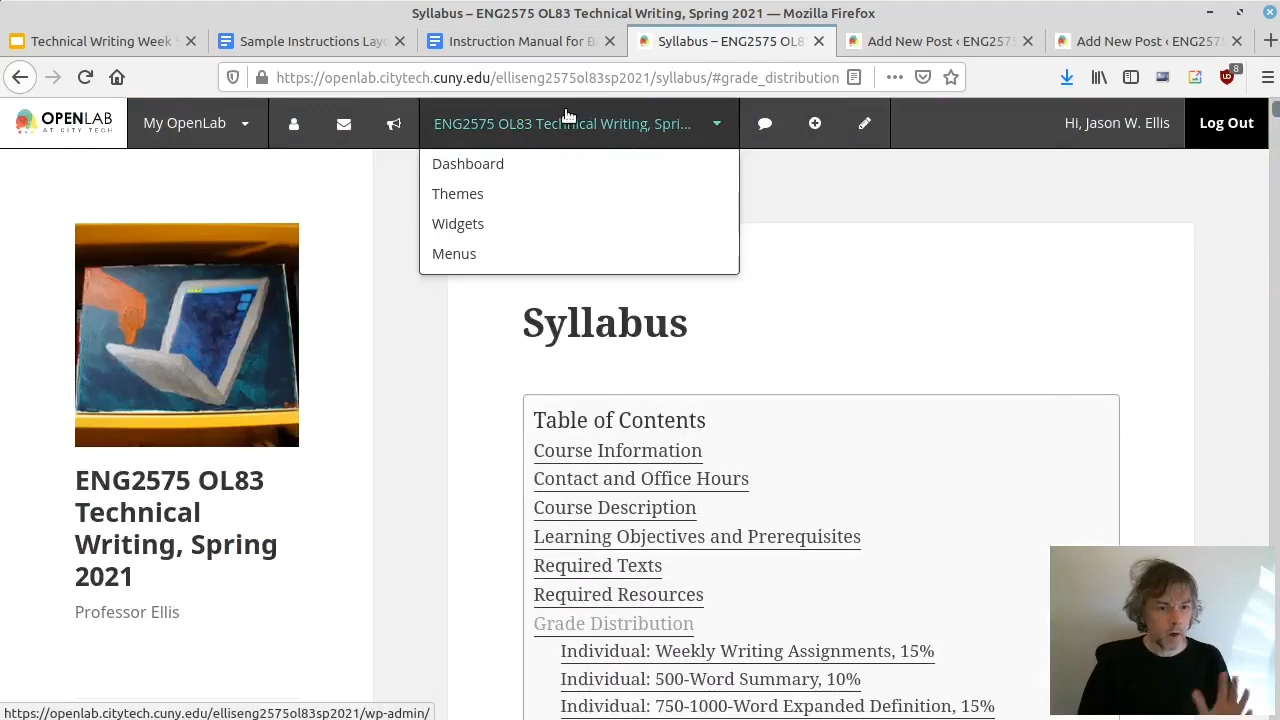 Syllabus – ENG2575 OL83 Technical Writing, Spring 2021 — Mozilla Firefox
Technical Writing Week
Sample Instructions Layo
Instruction Manual for B
Syllabus – ENG2575 OL8
Add New Post ‹ ENG257
Add New Post ‹ ENG257
https://openlab.citytech.cuny.edu/elliseng2575ol83sp2021/syllabus/#grade_distribution
8
OPENLAB
AT CITY TECH
My OpenLab
ENG2575 OL83 Technical Writing, Spri...
Hi, Jason W. Ellis
Log Out
Dashboard
Themes
Widgets
Menus
Syllabus
Table of Contents
Course Information
Contact and Office Hours
Course Description
Learning Objectives and Prerequisites
Required Texts
Required Resources
Grade Distribution
Individual: Weekly Writing Assignments, 15%
Individual: 500-Word Summary, 10%
Individual: 750-1000-Word Expanded Definition, 15%
ENG2575 OL83
Technical
Writing, Spring
2021
Professor Ellis
https://openlab.citytech.cuny.edu/elliseng2575ol83sp2021/wp-admin/